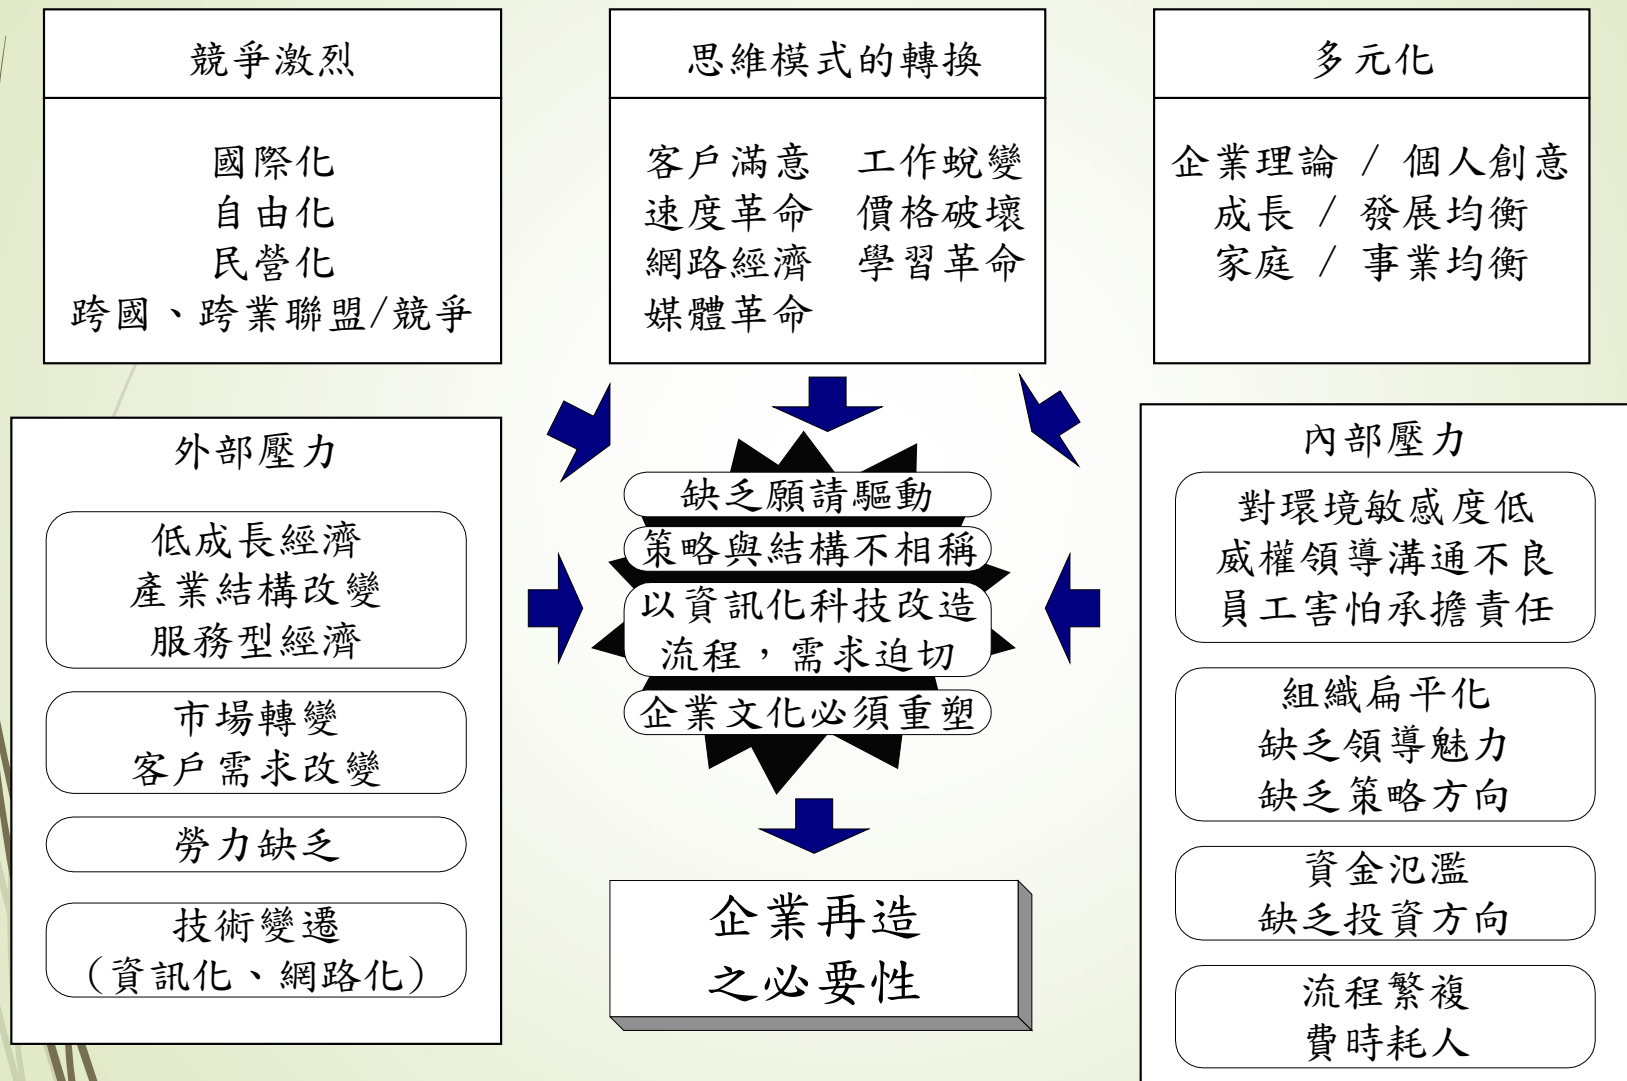 競爭激烈
國際化
自由化
民營化
跨國、跨業聯盟/競爭
思維模式的轉換
客戶滿意 工作蛻變
速度革命 價格破壞
網路經濟 學習革命
媒體革命
多元化
企業理論 / 個人創意
成長 / 發展均衡
家庭 / 事業均衡
外部壓力
低成長經濟
產業結構改變
服務型經濟
市場轉變
客戶需求改變
勞力缺乏
技術變遷
(資訊化、網路化)
缺乏願請驅動
策略與結構不相稱
以資訊化科技改造
流程，需求迫切
企業文化必須重塑
企業再造
之必要性
內部壓力
對環境敏感度低
威權領導溝通不良
員工害怕承擔責任
組織扁平化
缺乏領導魅力
缺乏策略方向
資金氾濫
缺乏投資方向
流程繁複
費時耗人